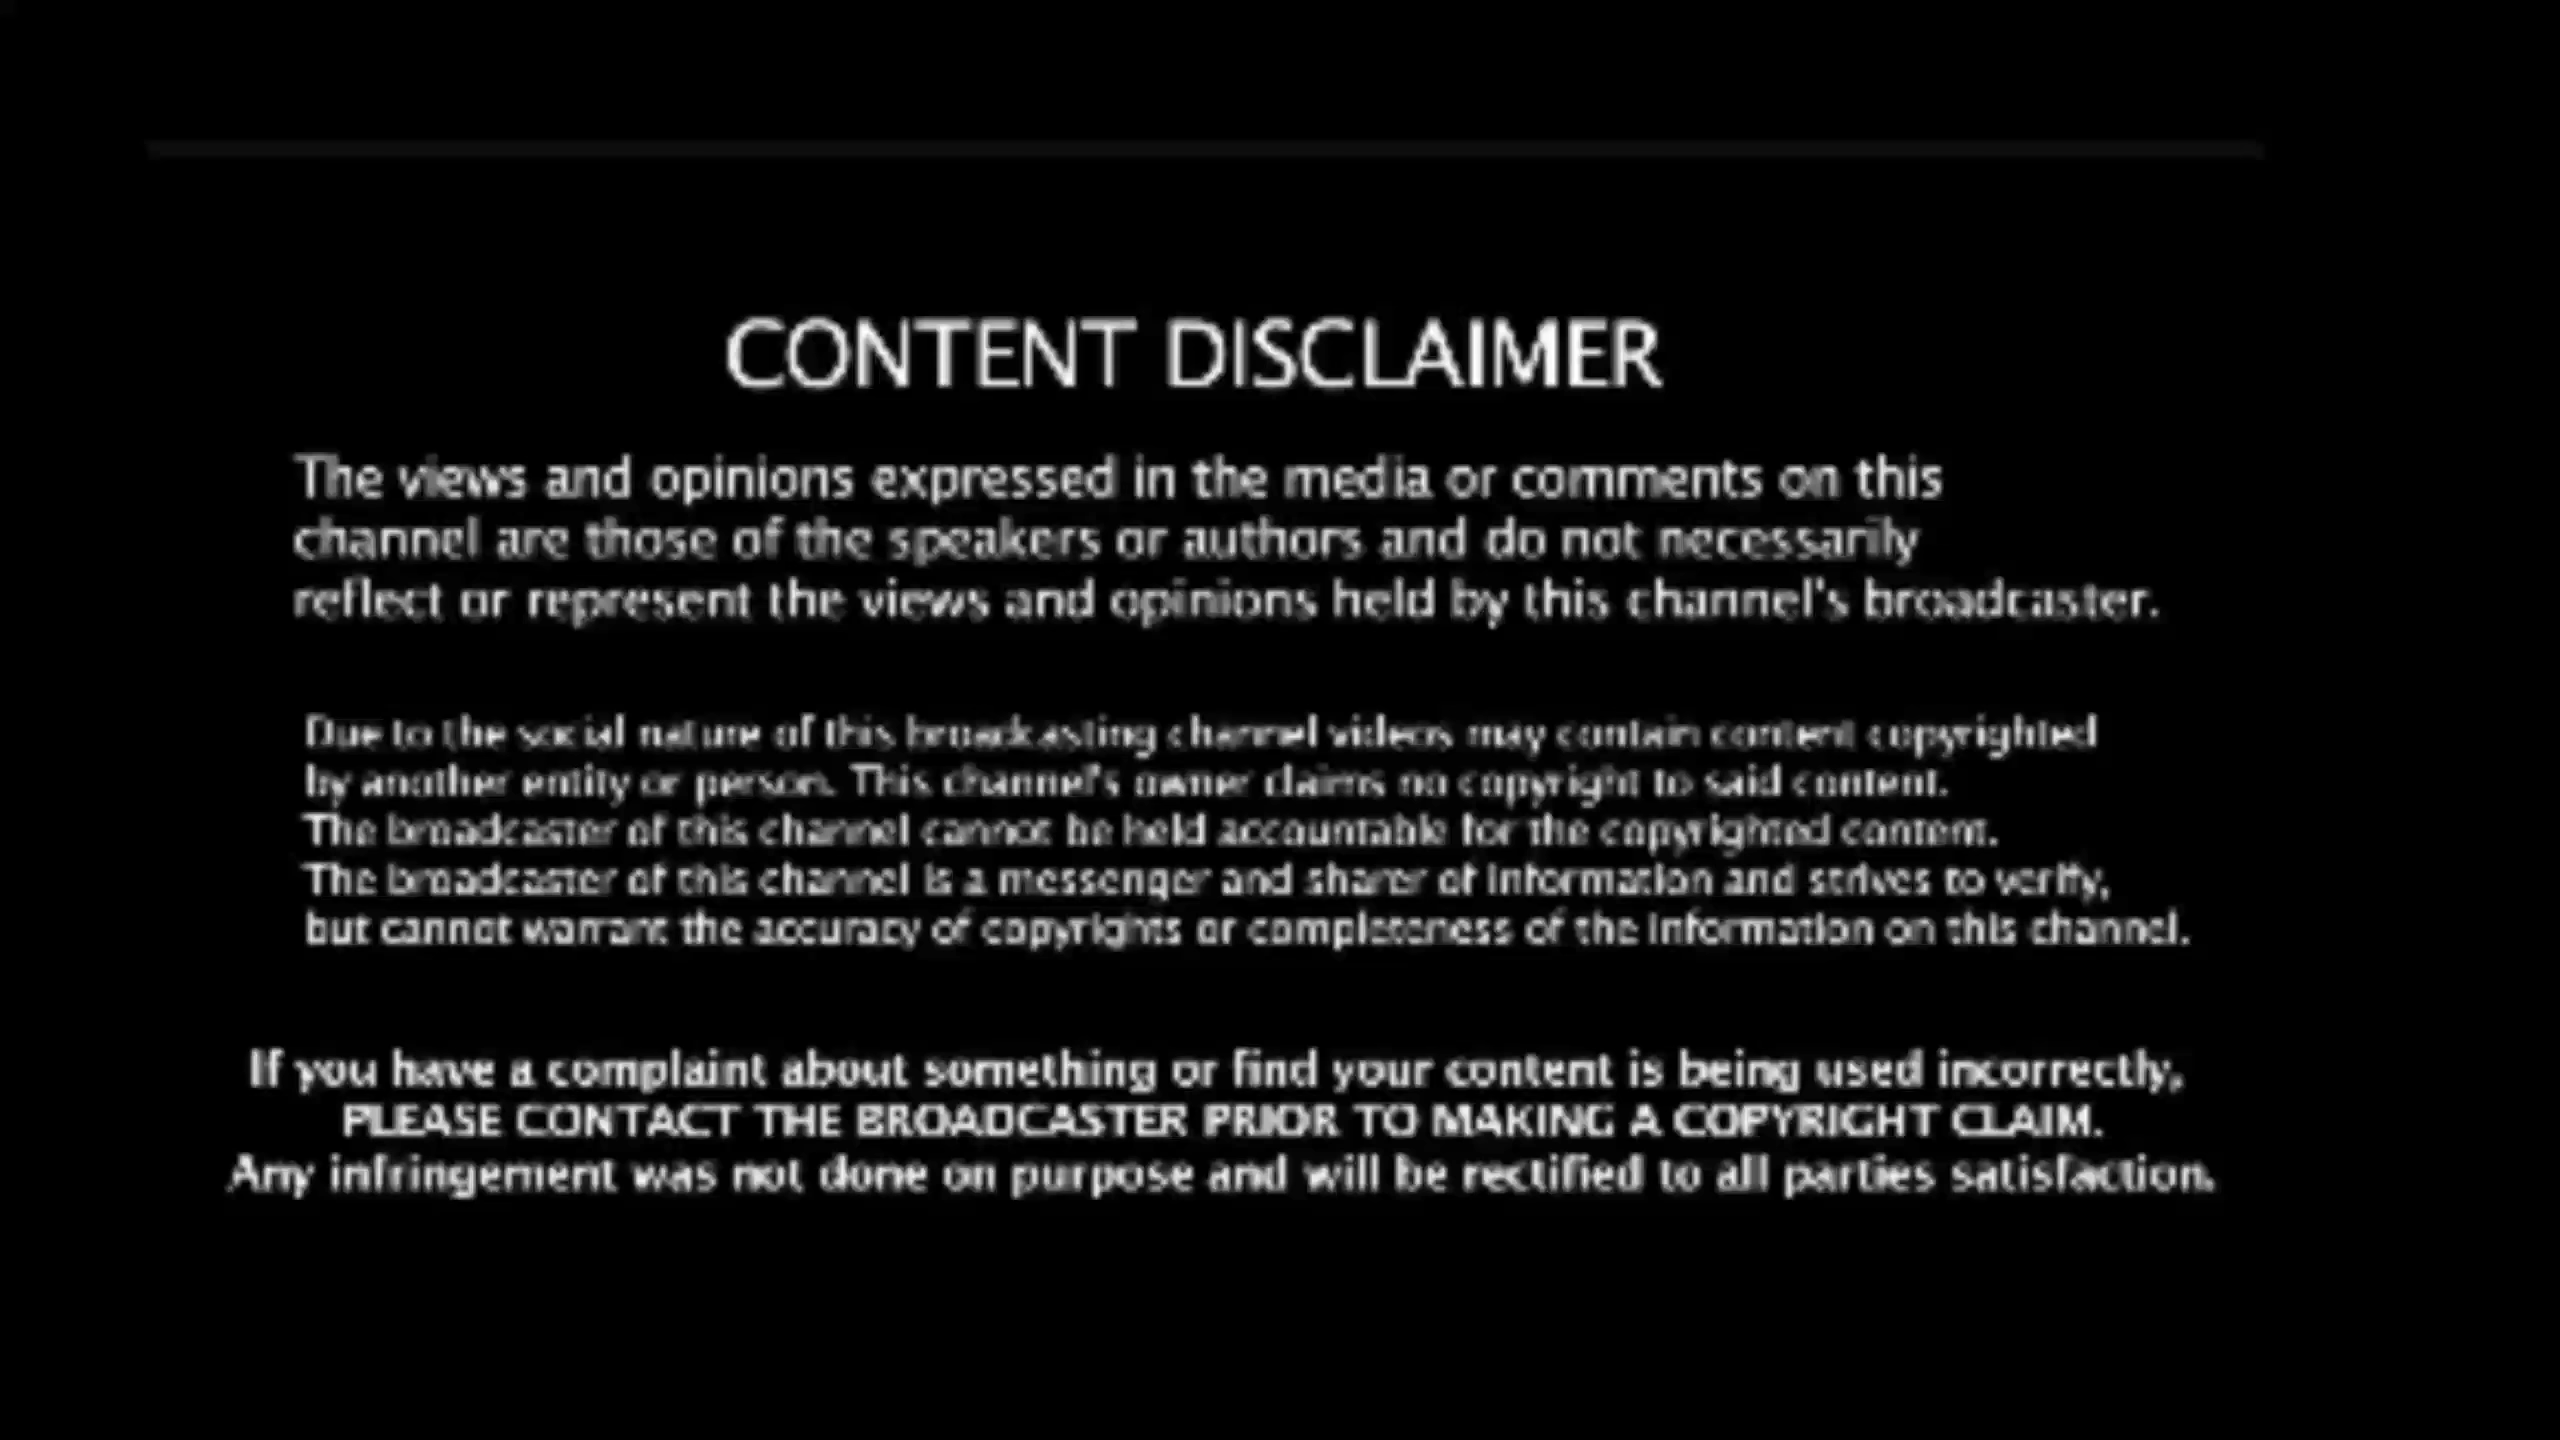 CONTENT DISCLAIMER
The views and opinions expressed in the media or comments on this
channel are those of the speakers or authors and do not necessarily
reflect or represent the views and opinions held by this channel's broadcaster.
Due to the social nature of this broadcasting channel videos may contain content copyrighted
by another entity or person. This channel's owner claims no copyright to said content.
The broadcaster of this channel cannot be held accountable for the copyrighted content.
The broadcaster of this channel is a messenger and sharer of information and strives to verify,
but cannot warrant the accuracy of copyrights or completeness of the information on this channel.
If you have a complaint about something or find your content is being used incorrectly,
PLEASE CONTACT THE BROADCASTER PRIOR TO MAKING A COPYRIGHT CLAIM.
Any infringement was not done on purpose and will be rectified to all parties satisfaction.